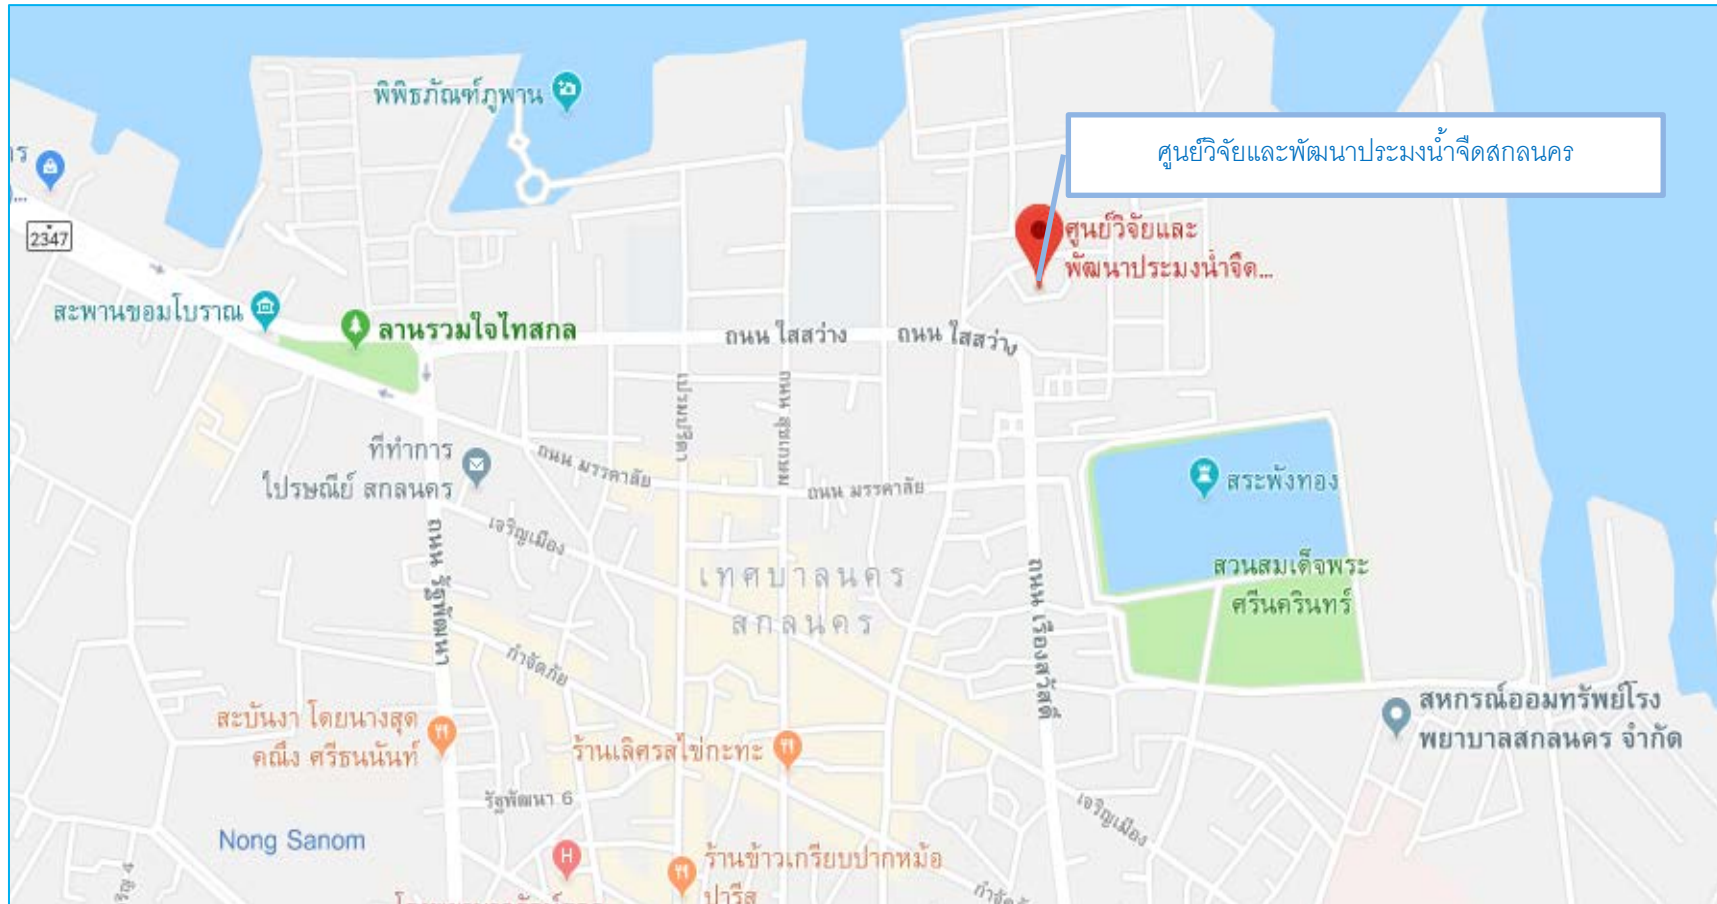 พิพิธภัณฑ์ภูพาน
ศูนย์วิจัยและพัฒนาประมงน้ำจืดสกลนคร
2347
ศูนย์วิจัยและ
พัฒนาประมงน้ำจืด...
สะพานขอมโบราณ
ลานรวมใจไทสกล
ถนน ใสสว่าง
ถนน ใสสว่าง
เปรมปรีดา
ถนน สุขเกษม
ที่ทำการ
ไปรษณีย์ สกลนคร
ถนน มรรคาลัย
ถนน มรรคาลัย
สระพังทอง
เจริญเมือง
ถนน รัฐพัฒนา
เทศบาลนคร
สกลนคร
สวนสมเด็จพระ
ศรีนครินทร์
ถนน เรืองสวัสดิ์
กำจัดภัย
สะบันงา โดยนางสุด
คณึง ศรีธนนันท์
ร้านเลิศรสไข่กะทะ
สหกรณ์ออมทรัพย์โรง
พยาบาลสกลนคร จำกัด
รัฐพัฒนา 6
เจริญเมือง
Nong Sanom
H
ร้านข้าวเกรียบปากหม้อ
ปารีส